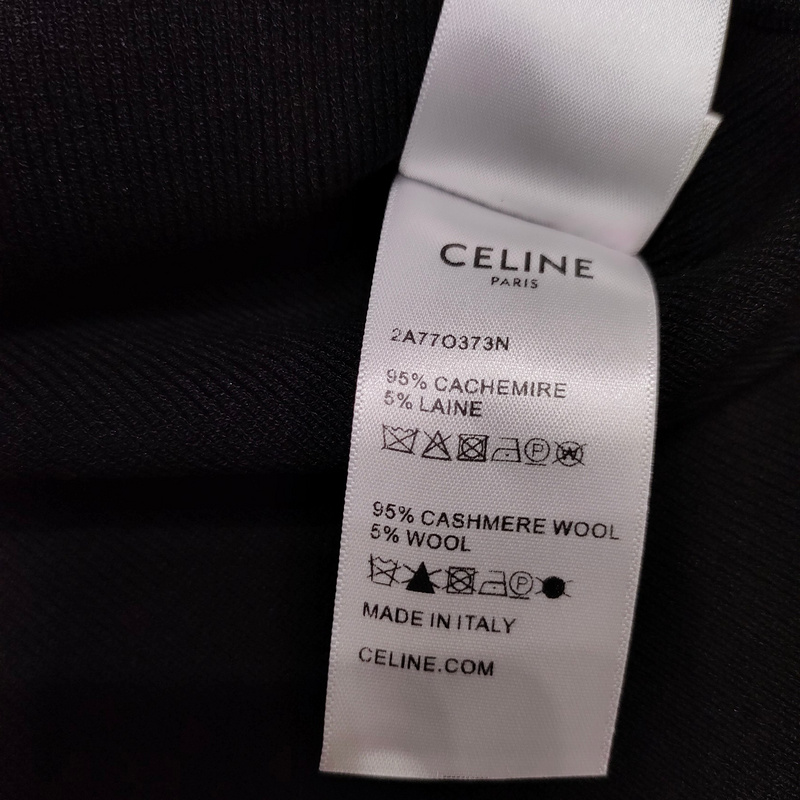 CELINE
PARIS
2A77O373N
95% CACHEMIRE
5% LAINE
P W
95% CASHMERE WOOL
5% WOOL
P
MADE IN ITALY
CELINE.COM